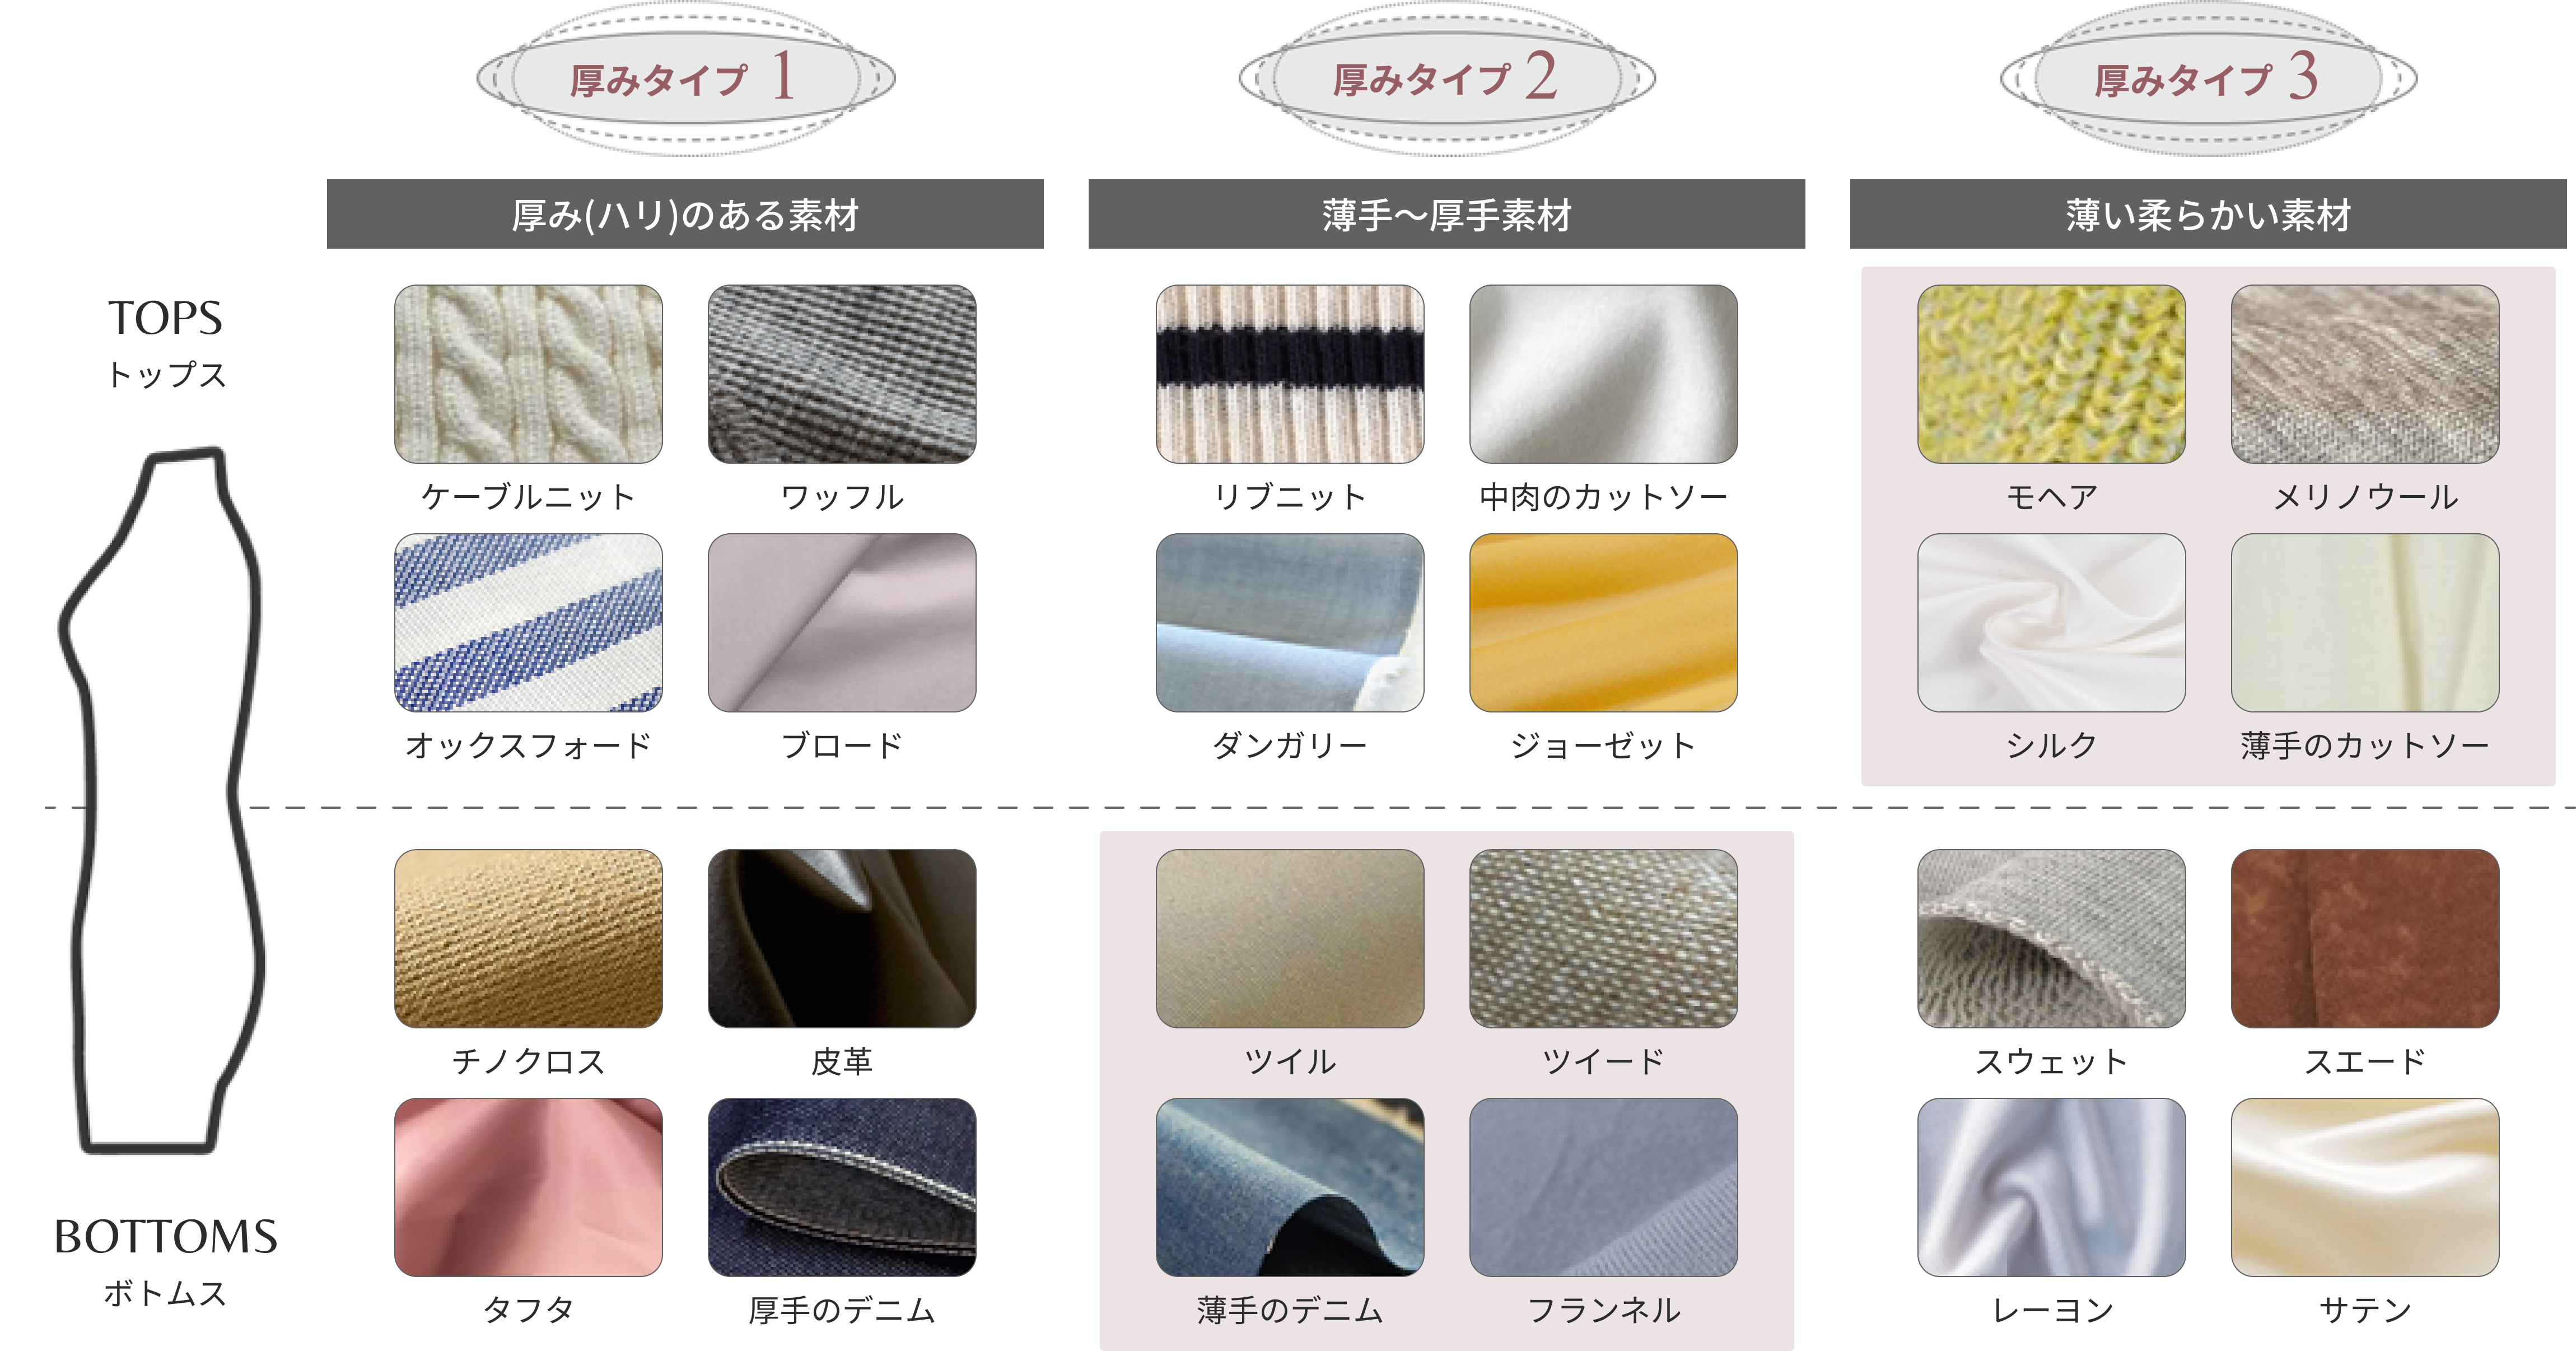 厚みタイプ 1
厚みタイプ 2
厚みタイプ 3
厚み(ハリ)のある素材
薄手～厚手素材
薄い柔らかい素材
TOPS
トップス
ケーブルニット
ワッフル
リブニット
中肉のカットソー
モヘア
メリノウール
オックスフォード
ブロード
ダンガリー
ジョーゼット
シルク
薄手のカットソー
チノクロス
皮革
ツイル
ツイード
スウェット
スエード
BOTTOMS
ボトムス
タフタ
厚手のデニム
薄手のデニム
フランネル
レーヨン
サテン